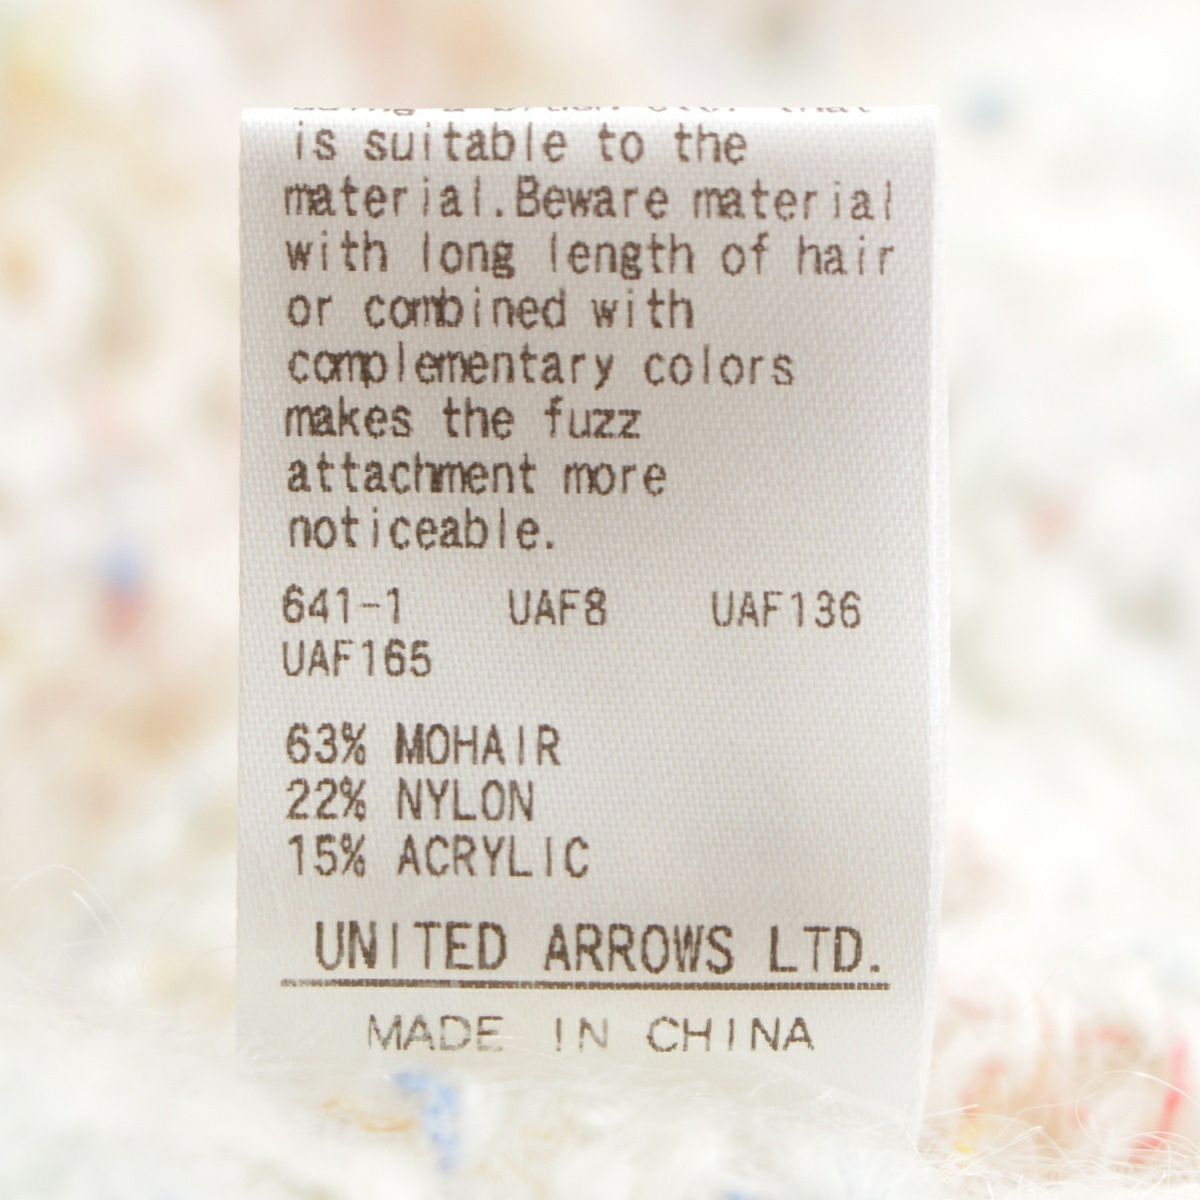 is suitable to the
material.Beware material
with long length of hair
or combined with
complementary colors
makes the fuzz
attachment more
noticeable.
641-1 UAF8 UAF136
UAF165
63% MOHAIR
22% NYLON
15% ACRYLIC
UNITED ARROWS LTD.
MADE IN CHINA